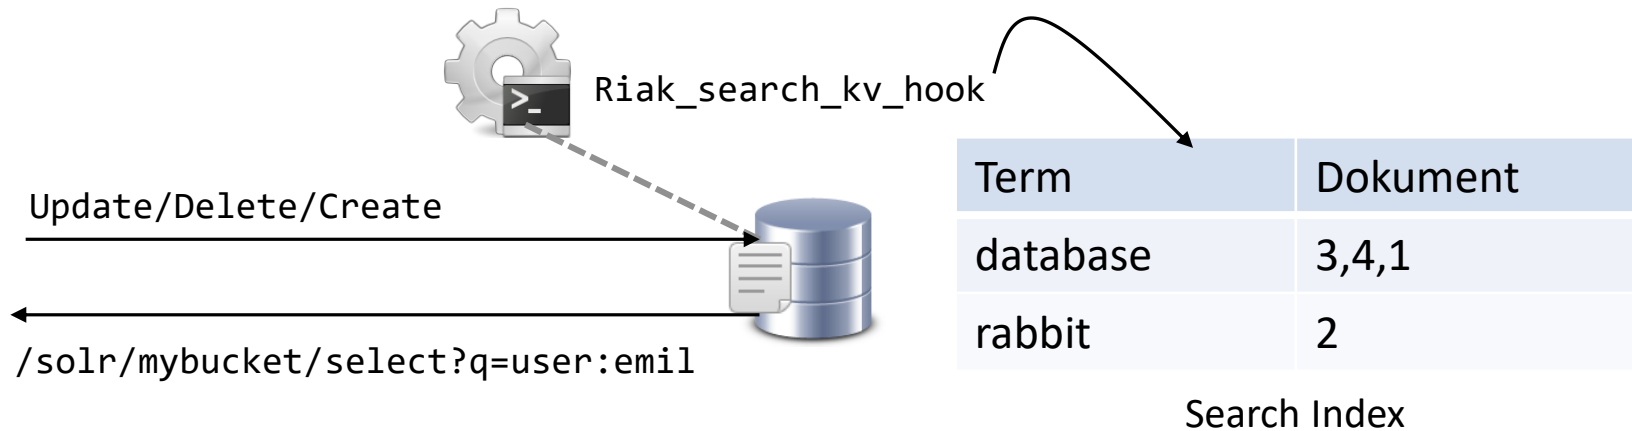 >_
Riak_search_kv_hook
Update/Delete/Create
/solr/mybucket/select?q=user:emil
Term Dokument
database 3,4,1
rabbit 2
Search Index